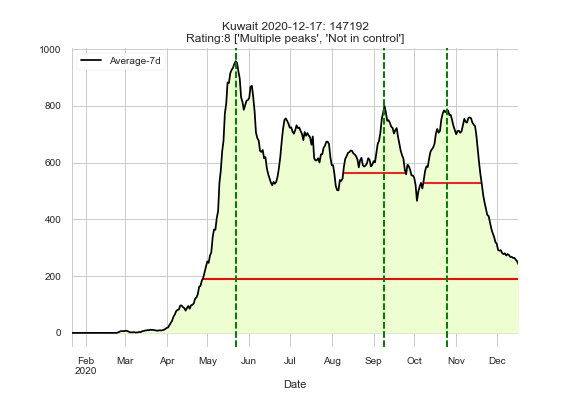 Kuwait 2020-12-17: 147192
Rating:8 ['Multiple peaks', 'Not in control']
Average-7d
1000
800
600
400
200
0
Feb Mar Apr May Jun Jul Aug Sep Oct Nov Dec
2020
Date